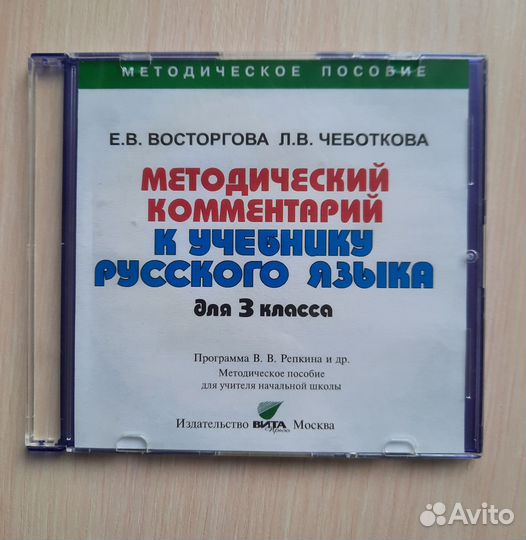 МЕТОДИЧЕСКОЕ ПОСОБИЕ
Е.В. ВОСТОРГОВА Л.В. ЧЕБОТКОВА
МЕТОДИЧЕСКИЙ
КОММЕНТАРИЙ
К УЧЕБНИКУ
РУССКОГО ЯЗЫКА
для 3 класса
Программа В. В. Репкина и др.
Методическое пособие
для учителя начальной школы
Издательство ВИТА Пресс Москва
Avito